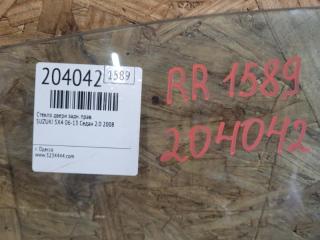 204042 1589
Стекло двери задн. прав.
SUZUKI SX4 06-13 Седан 2.0 2008
г. Одесса
www.3234444.com
RR 1589
204042